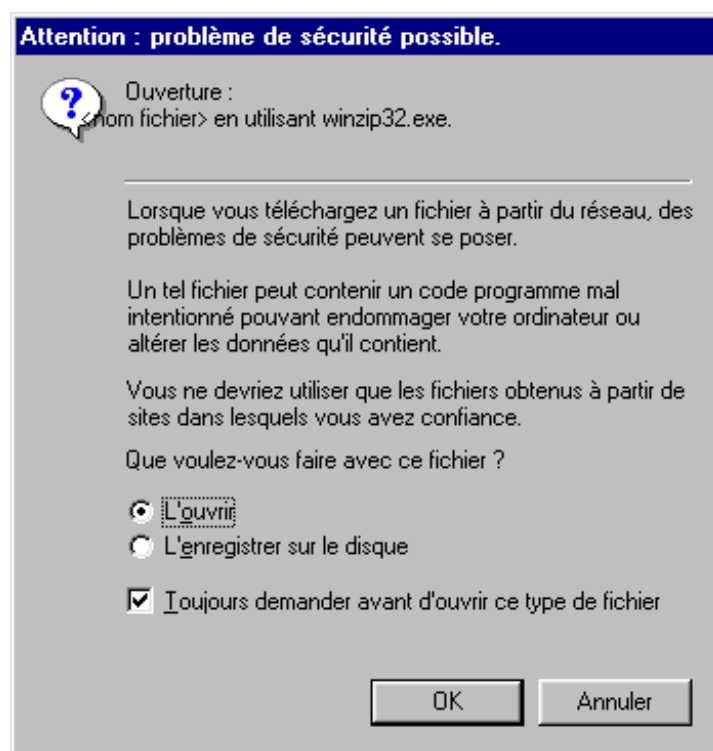 Attention : problème de sécurité possible.
Ouverture :
<nom fichier> en utilisant winzip32.exe.
Lorsque vous téléchargez un fichier à partir du réseau, des
problèmes de sécurité peuvent se poser.
Un tel fichier peut contenir un code programme mal
intentionné pouvant endommager votre ordinateur ou
altérer les données qu'il contient.
Vous ne devriez utiliser que les fichiers obtenus à partir de
sites dans lesquels vous avez confiance.
Que voulez-vous faire avec ce fichier ?
L'ouvrir
L'enregistrer sur le disque
Toujours demander avant d'ouvrir ce type de fichier
OK Annuler